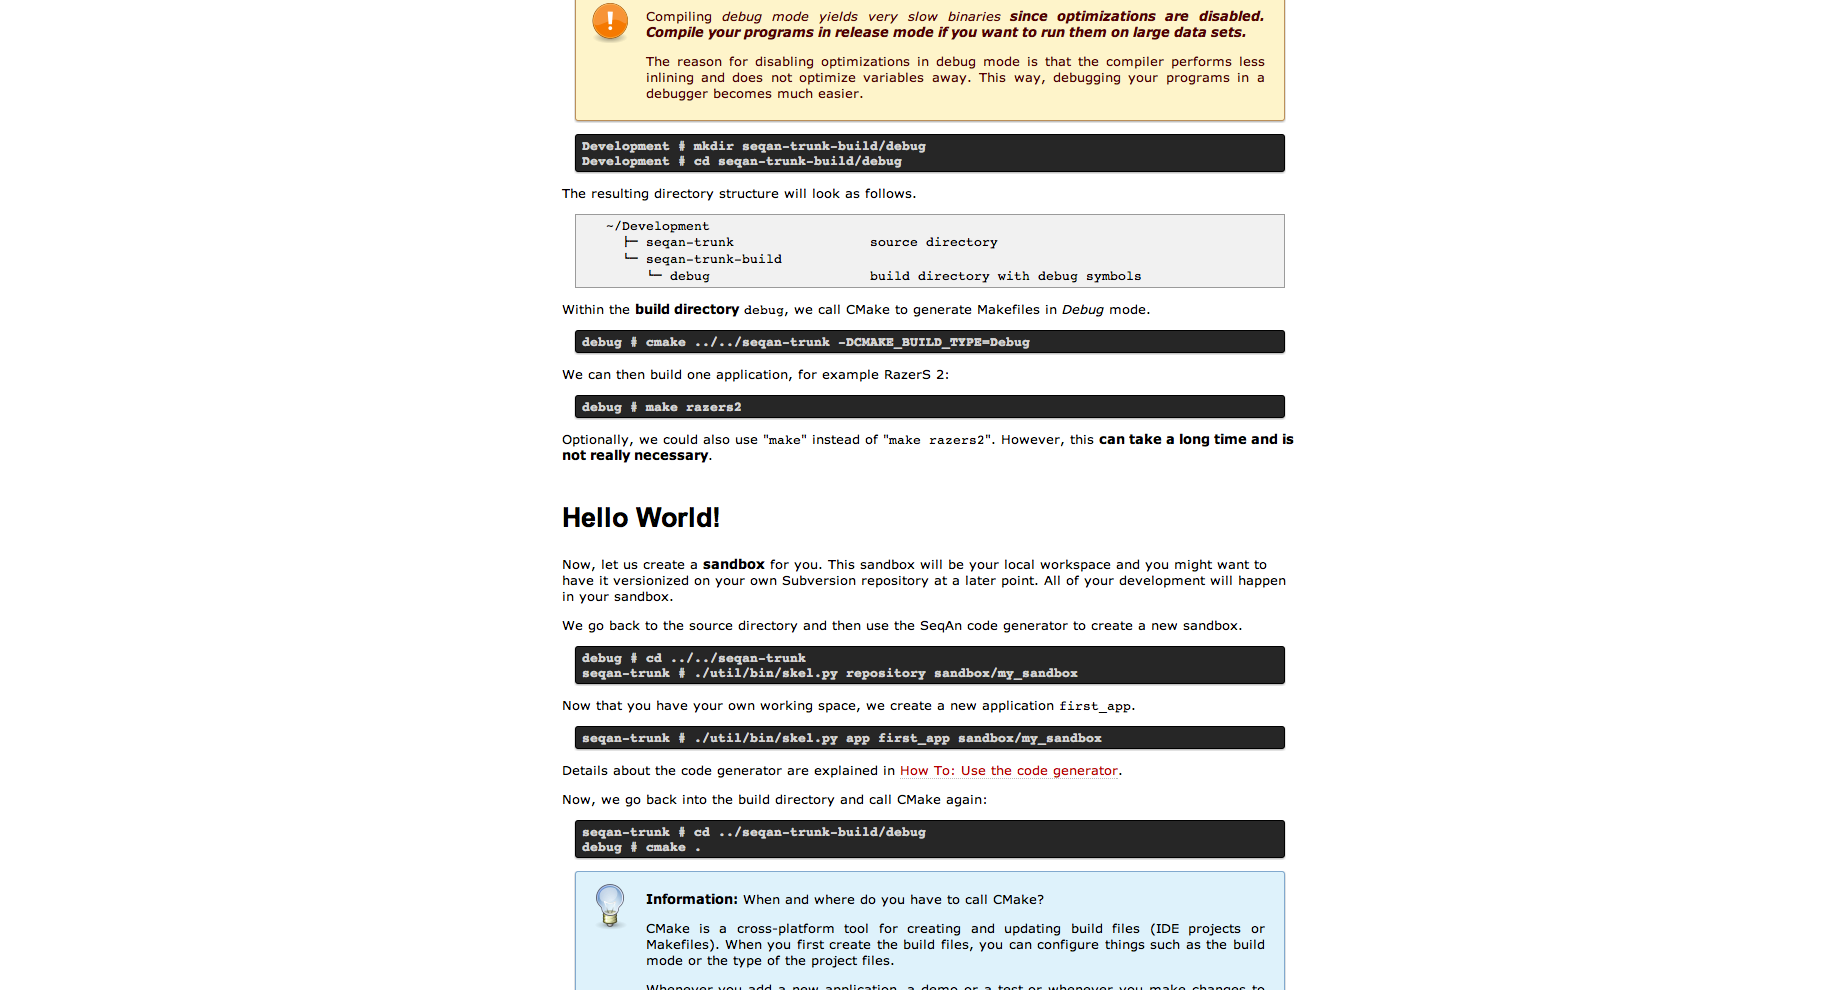 Compiling debug mode yields very slow binaries since optimizations are disabled.
Compile your programs in release mode if you want to run them on large data sets.
The reason for disabling optimizations in debug mode is that the compiler performs less
inlining and does not optimize variables away. This way, debugging your programs in a
debugger becomes much easier.
Development # mkdir seqan-trunk-build/debug
Development # cd seqan-trunk-build/debug
The resulting directory structure will look as follows.
~/Development
├─ seqan-trunk source directory
└─ seqan-trunk-build
└─ debug build directory with debug symbols
Within the build directory debug, we call CMake to generate Makefiles in Debug mode.
debug # cmake ../../seqan-trunk -DCMAKE_BUILD_TYPE=Debug
We can then build one application, for example RazerS 2:
debug # make razers2
Optionally, we could also use "make" instead of "make razers2". However, this can take a long time and is
not really necessary.
Hello World!
Now, let us create a sandbox for you. This sandbox will be your local workspace and you might want to
have it versionized on your own Subversion repository at a later point. All of your development will happen
in your sandbox.
We go back to the source directory and then use the SeqAn code generator to create a new sandbox.
debug # cd ../../seqan-trunk
seqan-trunk # ./util/bin/skel.py repository sandbox/my_sandbox
Now that you have your own working space, we create a new application first_app.
seqan-trunk # ./util/bin/skel.py app first_app sandbox/my_sandbox
Details about the code generator are explained in How To: Use the code generator.
Now, we go back into the build directory and call CMake again:
seqan-trunk # cd ../seqan-trunk-build/debug
debug # cmake .
Information: When and where do you have to call CMake?
CMake is a cross-platform tool for creating and updating build files (IDE projects or
Makefiles). When you first create the build files, you can configure things such as the build
mode or the type of the project files.
Whenever you add a new application, a demo or a test or whenever you make changes to